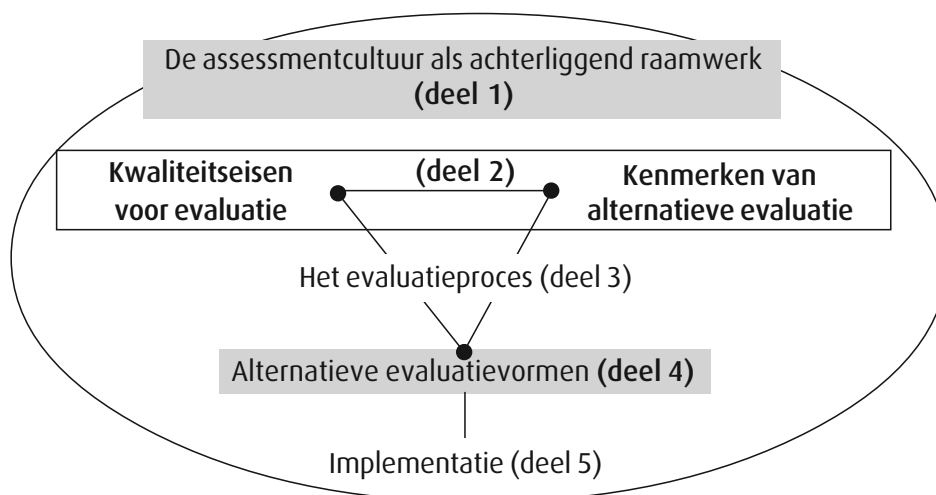 De assessmentcultuur als achterliggend raamwerk
(deel 1)
Kwaliteitseisen
voor evaluatie
(deel 2)
Kenmerken van
alternatieve evaluatie
Het evaluatieproces (deel 3)
Alternatieve evaluatievormen (deel 4)
Implementatie (deel 5)